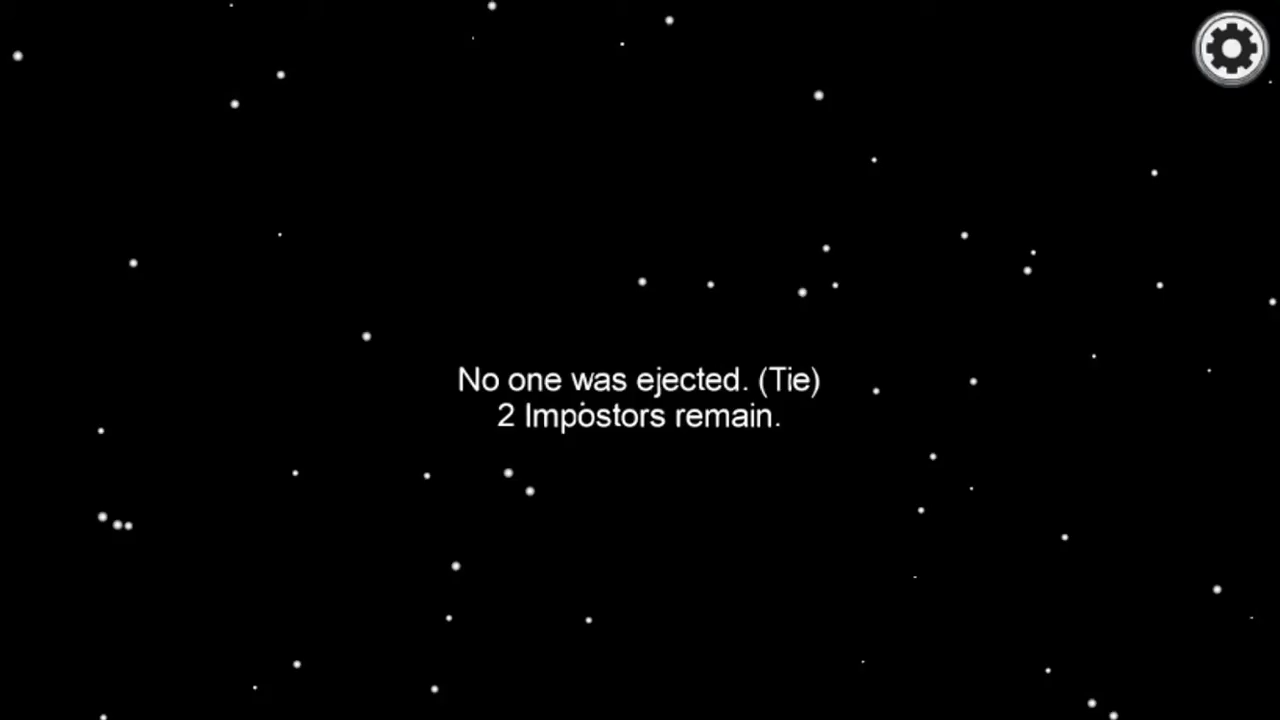 No one was ejected. (Tie)
2 Impostors remain.